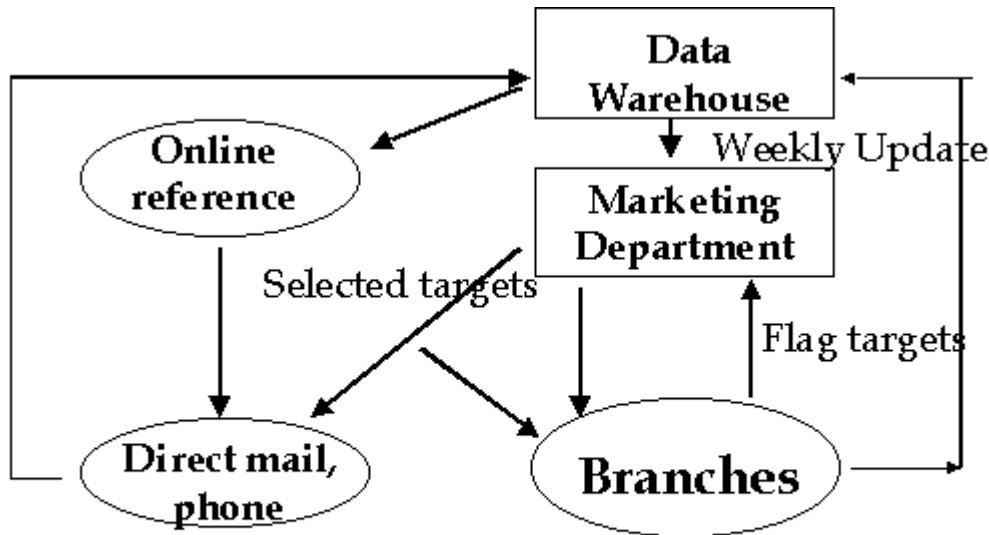 Data
Warehouse
Weekly Update
Online
reference
Marketing
Department
Selected targets
Flag targets
Direct mail,
phone
Branches